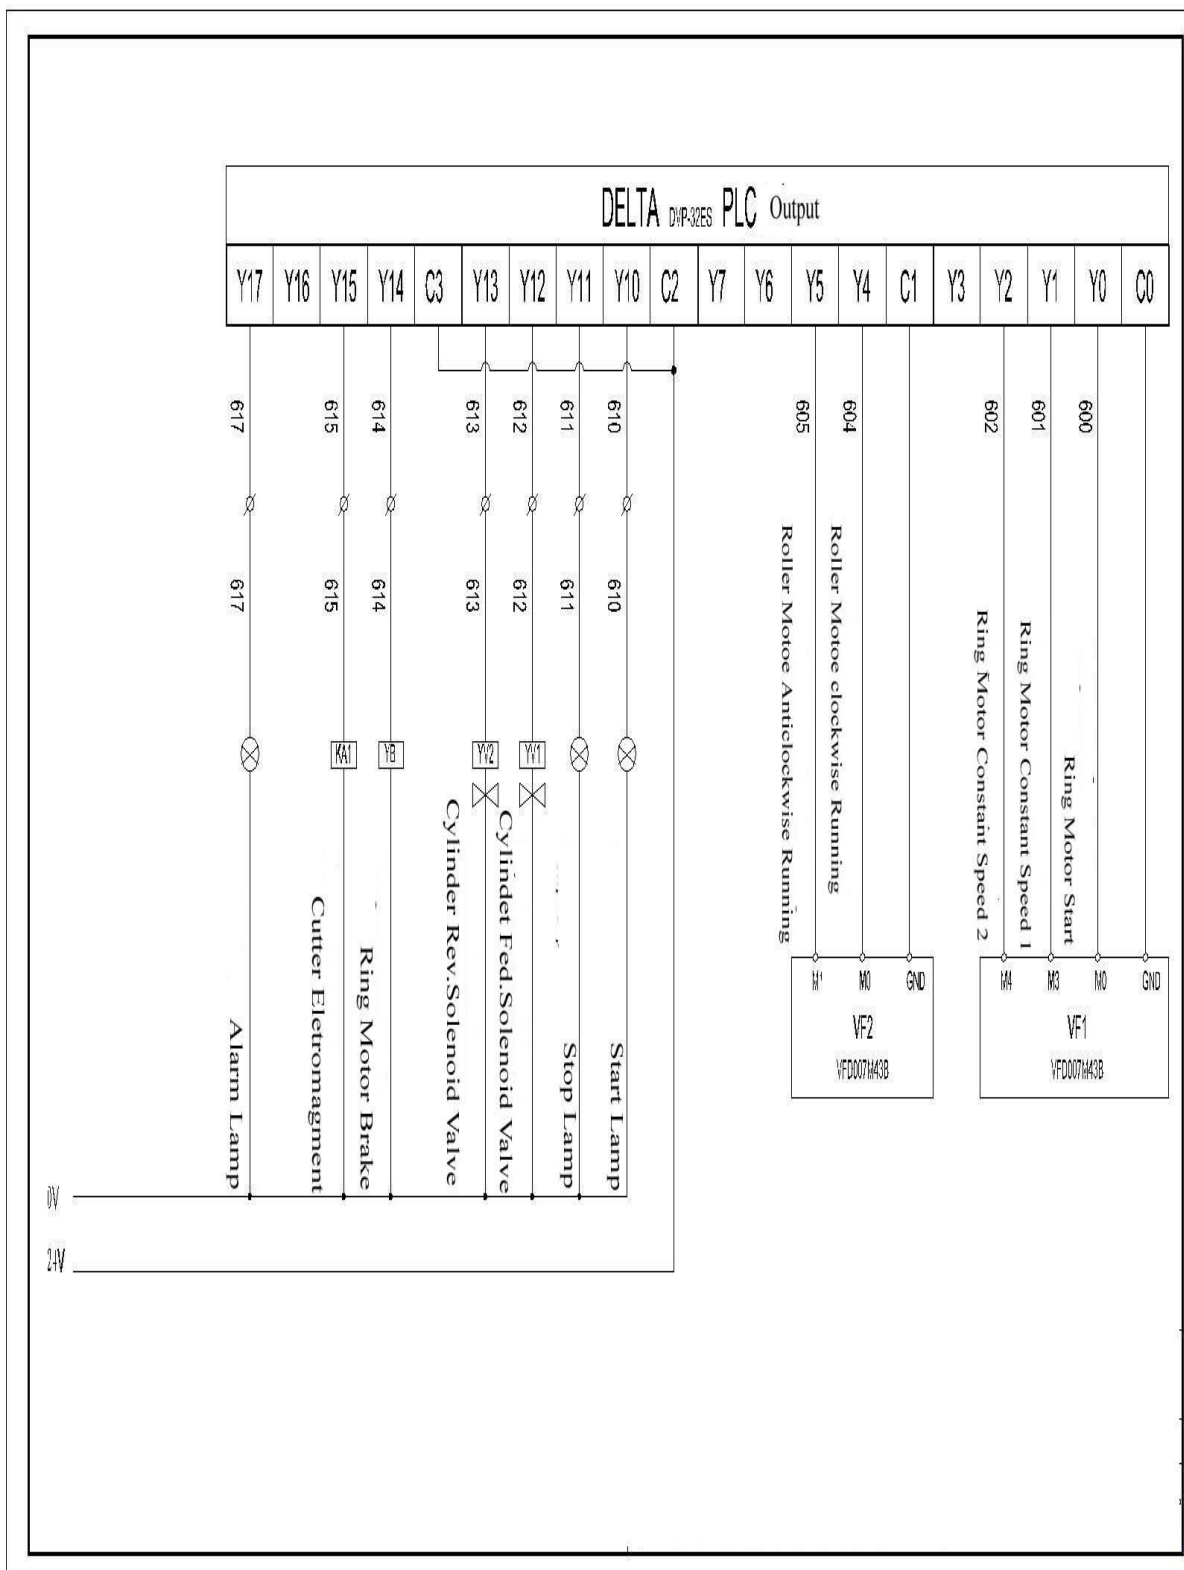 DELTA DVP-32ES PLC Output
Y17 Y16 Y15 Y14 C3 Y13 Y12 Y11 Y10 C2 Y7 Y6 Y5 Y4 C1 Y3 Y2 Y1 Y0 C0
617 615 614 613 612 611 610 605 604 602 601 600
617 615 614 613 612 611 610
Roller Motoe Anticlockwise Running
Roller Motoe clockwise Running
Ring Motor Constant Speed 2
Ring Motor Constant Speed 1
Ring Motor Start
KA1 YB YV2 YV1
Cylinder Rev.Solenoid Valve
Cylindet Fed.Solenoid Valve
Cutter Eletromagment
Ring Motor Brake
Alarm Lamp
Stop Lamp
Start Lamp
M1 M0 GND
VF2
VFD007M43B
M4 M3 M0 GND
VF1
VFD007M43B
0V
24V